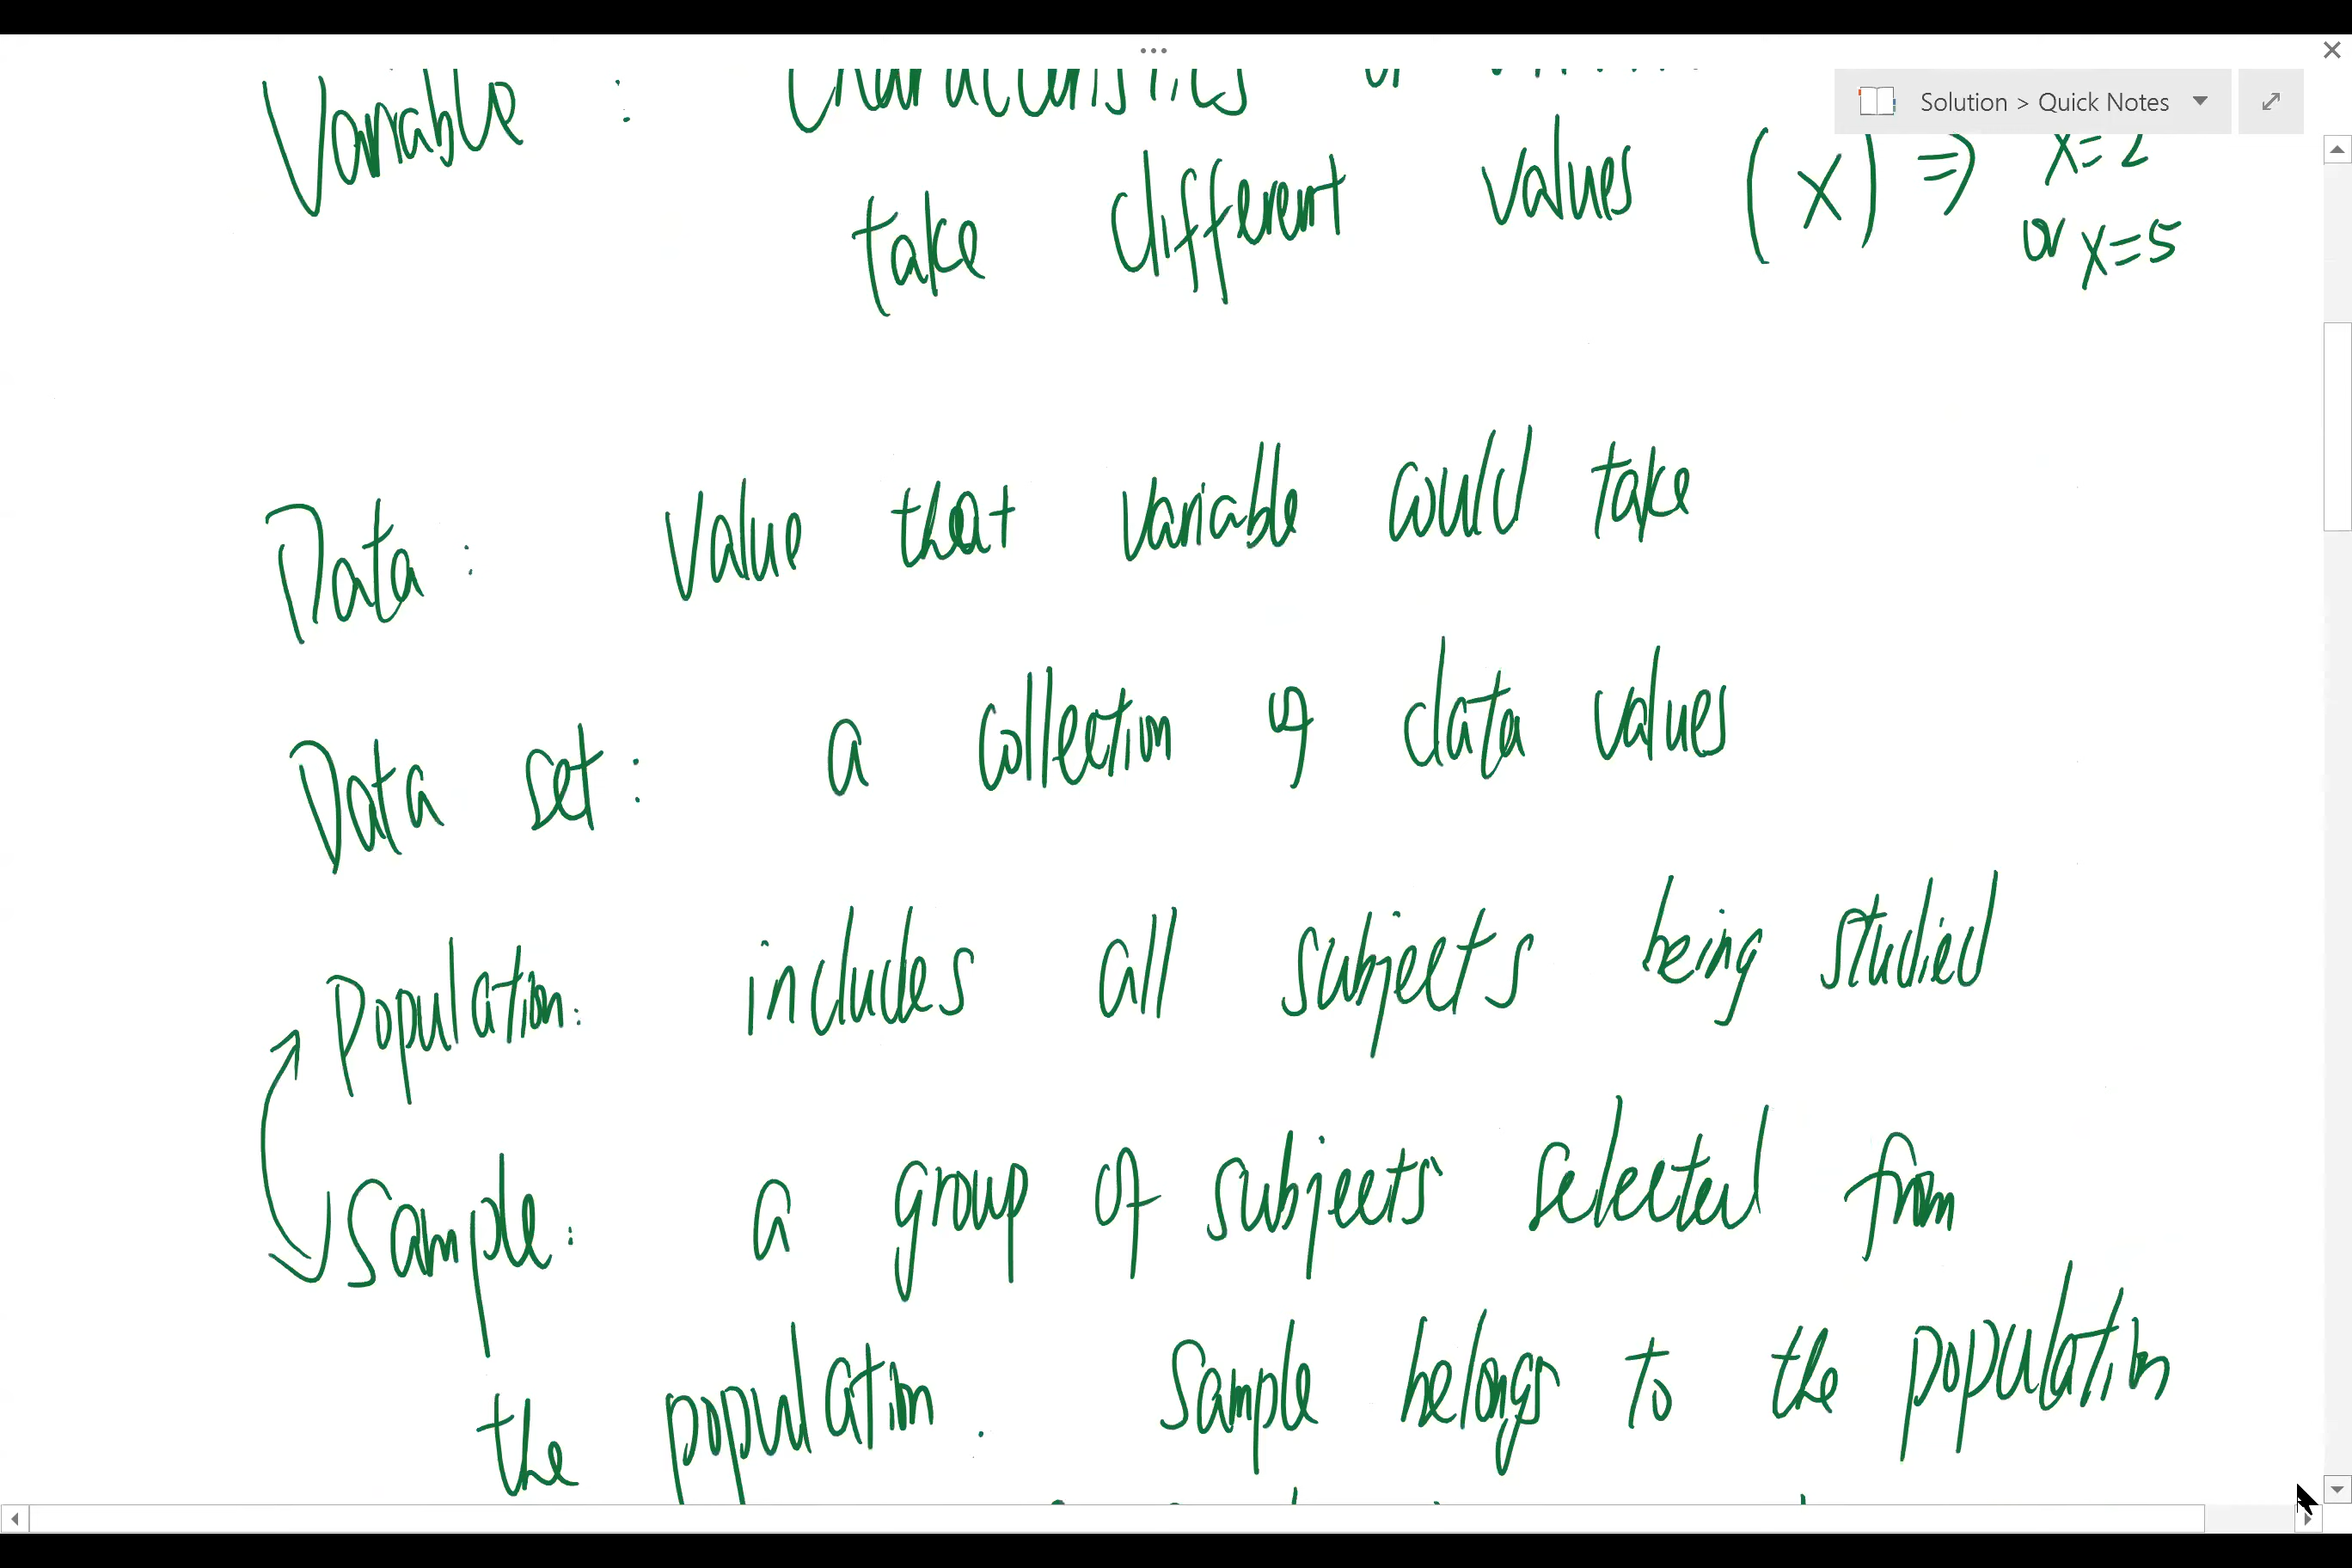 Solution > Quick Notes
Variable : characteristics or
take different values (x) ⇒ x=2
or x=5
Data : value that variable could take
Data set : a collection of data values
Population : includes all subjects being studied
Sample : a group of subjects selected from
the population . Sample belongs to the population